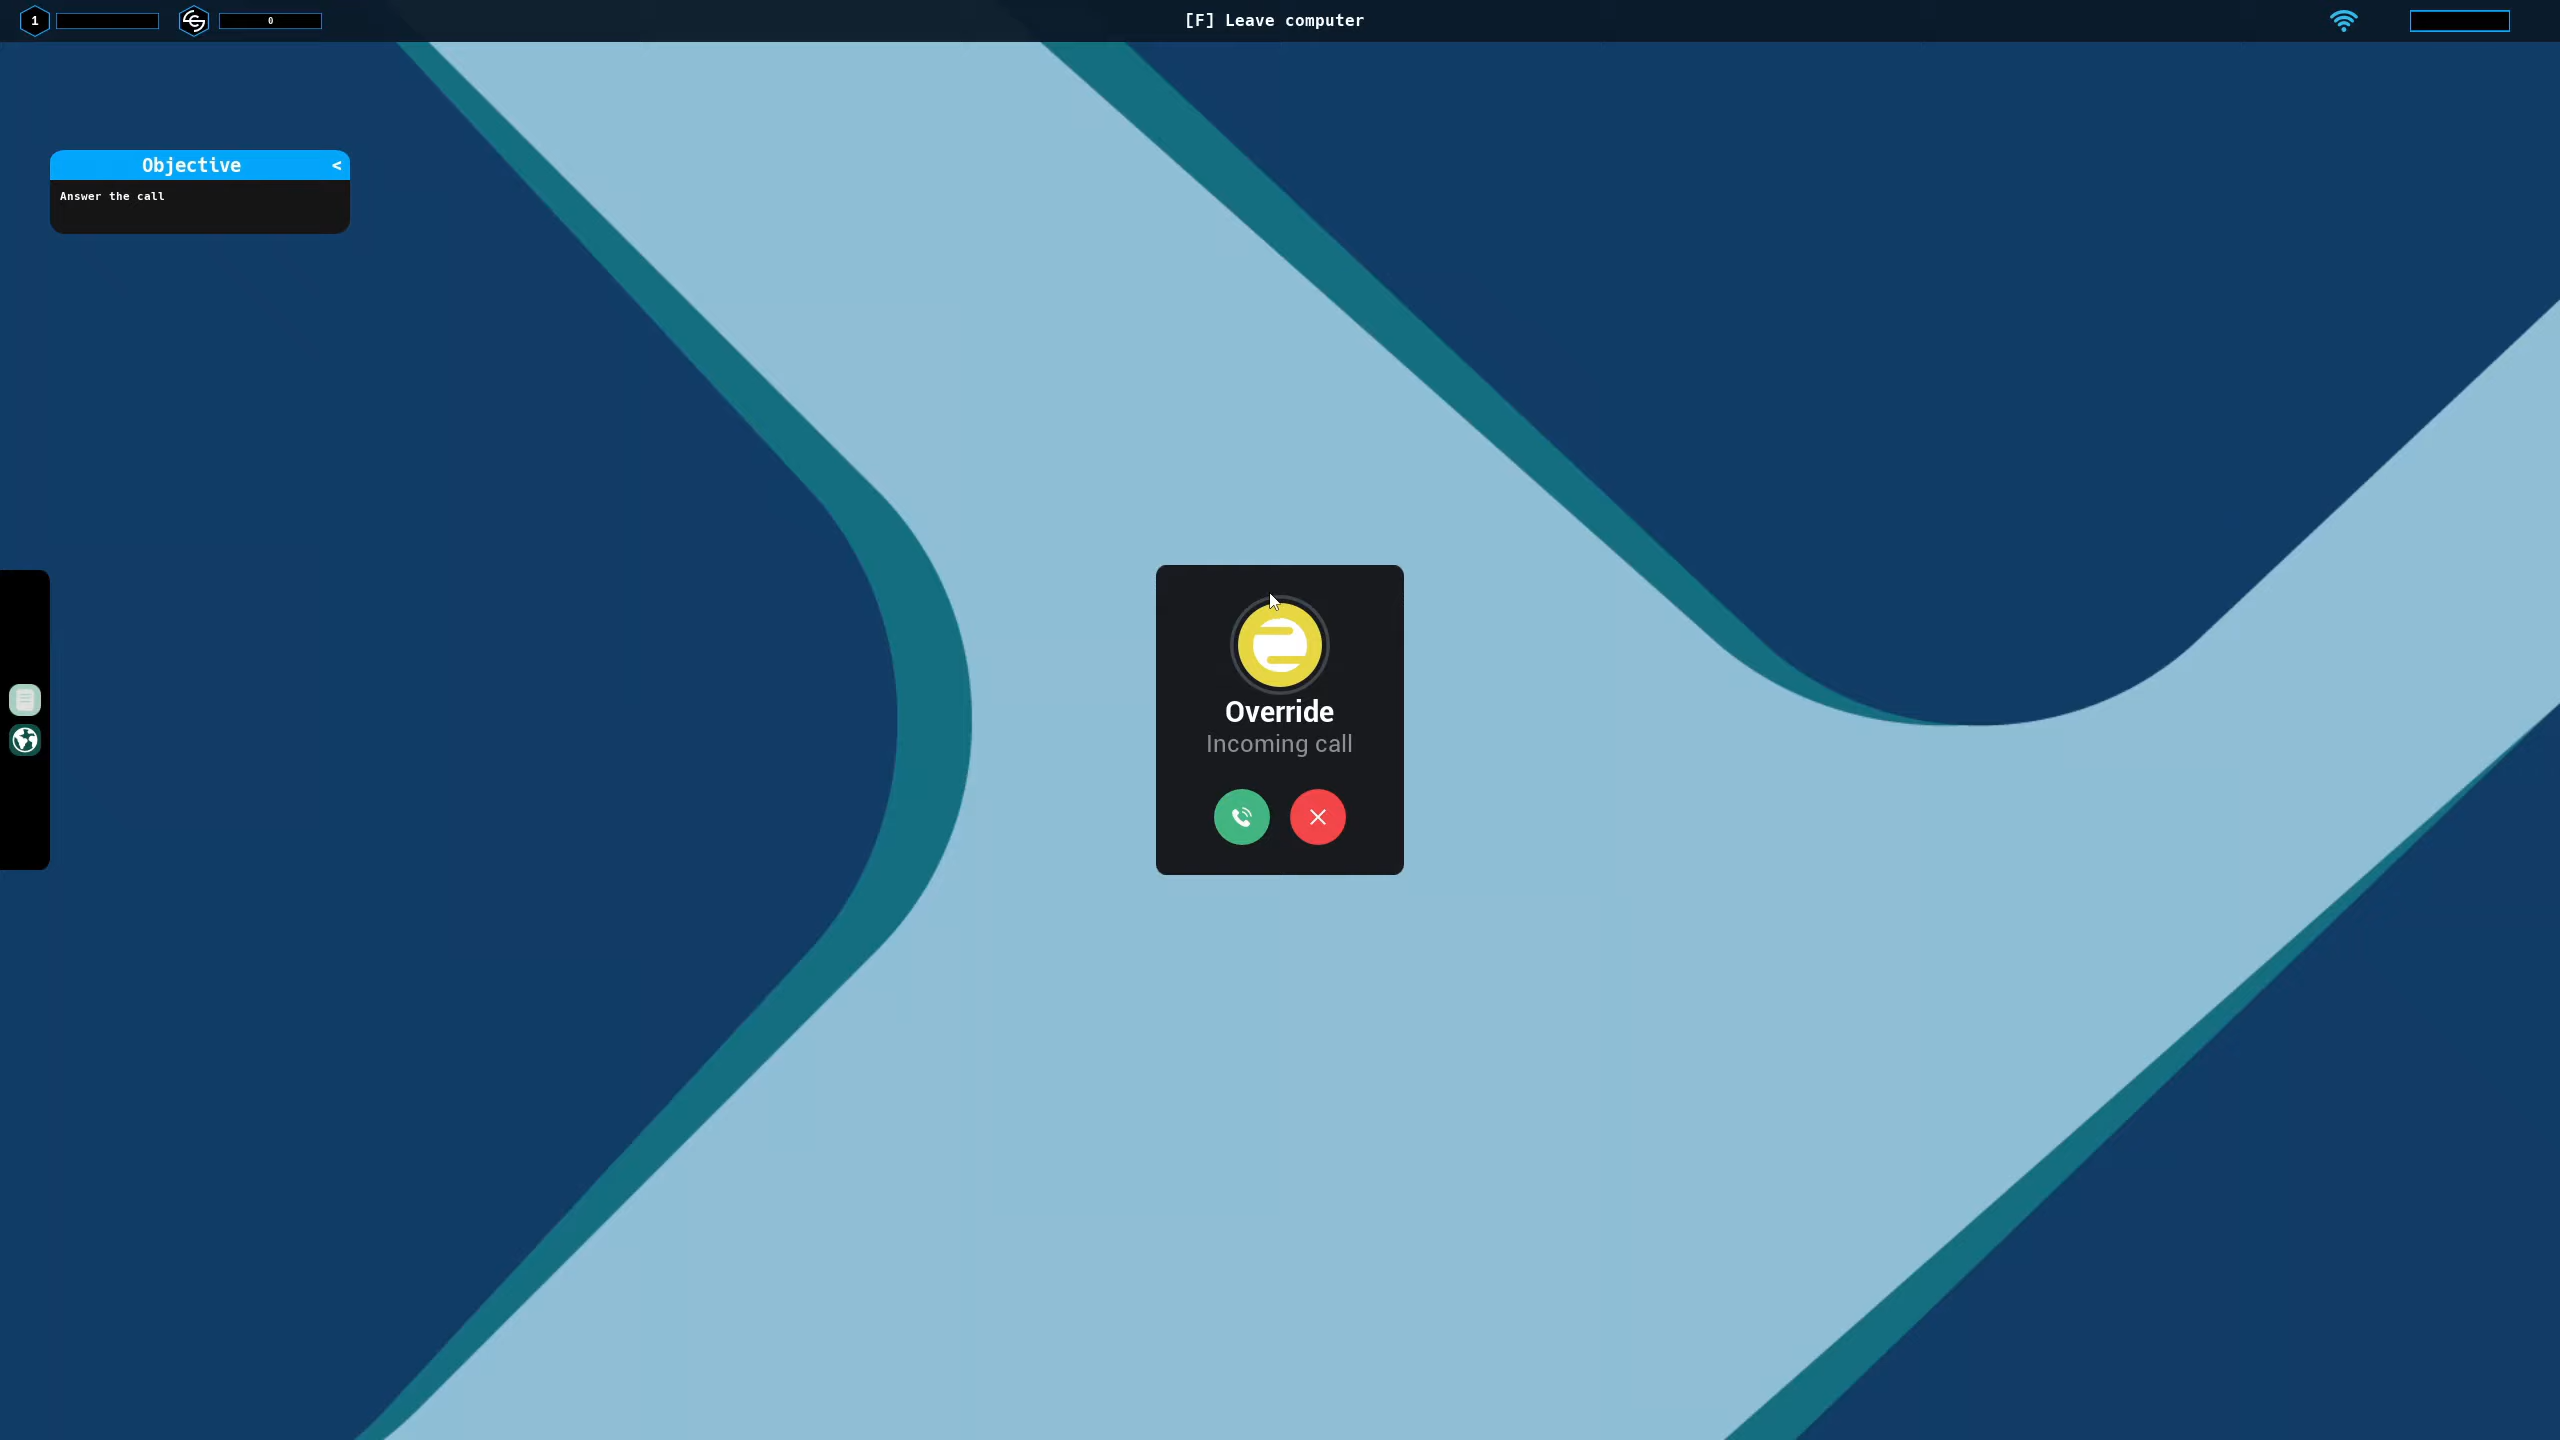 1
0
[F] Leave computer
Objective <
Answer the call
Override
Incoming call